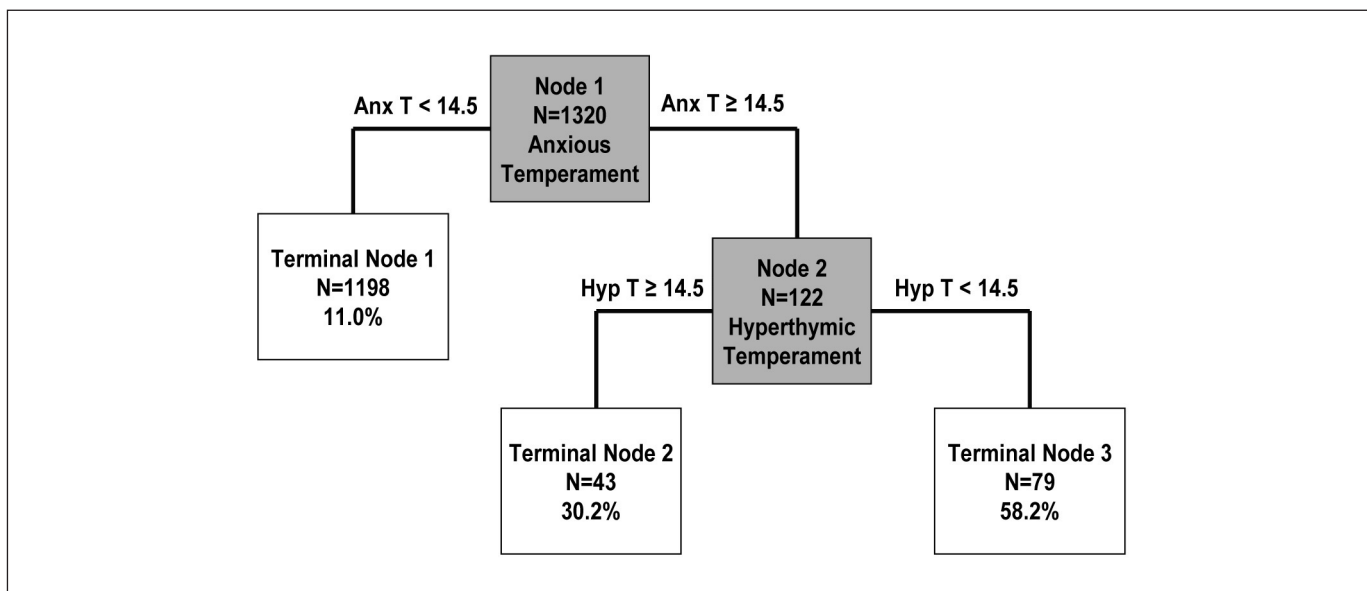 Node 1
N=1320
Anxious
Temperament
Anx T < 14.5
Anx T ≥ 14.5
Terminal Node 1
N=1198
11.0%
Node 2
N=122
Hyperthymic
Temperament
Hyp T ≥ 14.5
Hyp T < 14.5
Terminal Node 2
N=43
30.2%
Terminal Node 3
N=79
58.2%